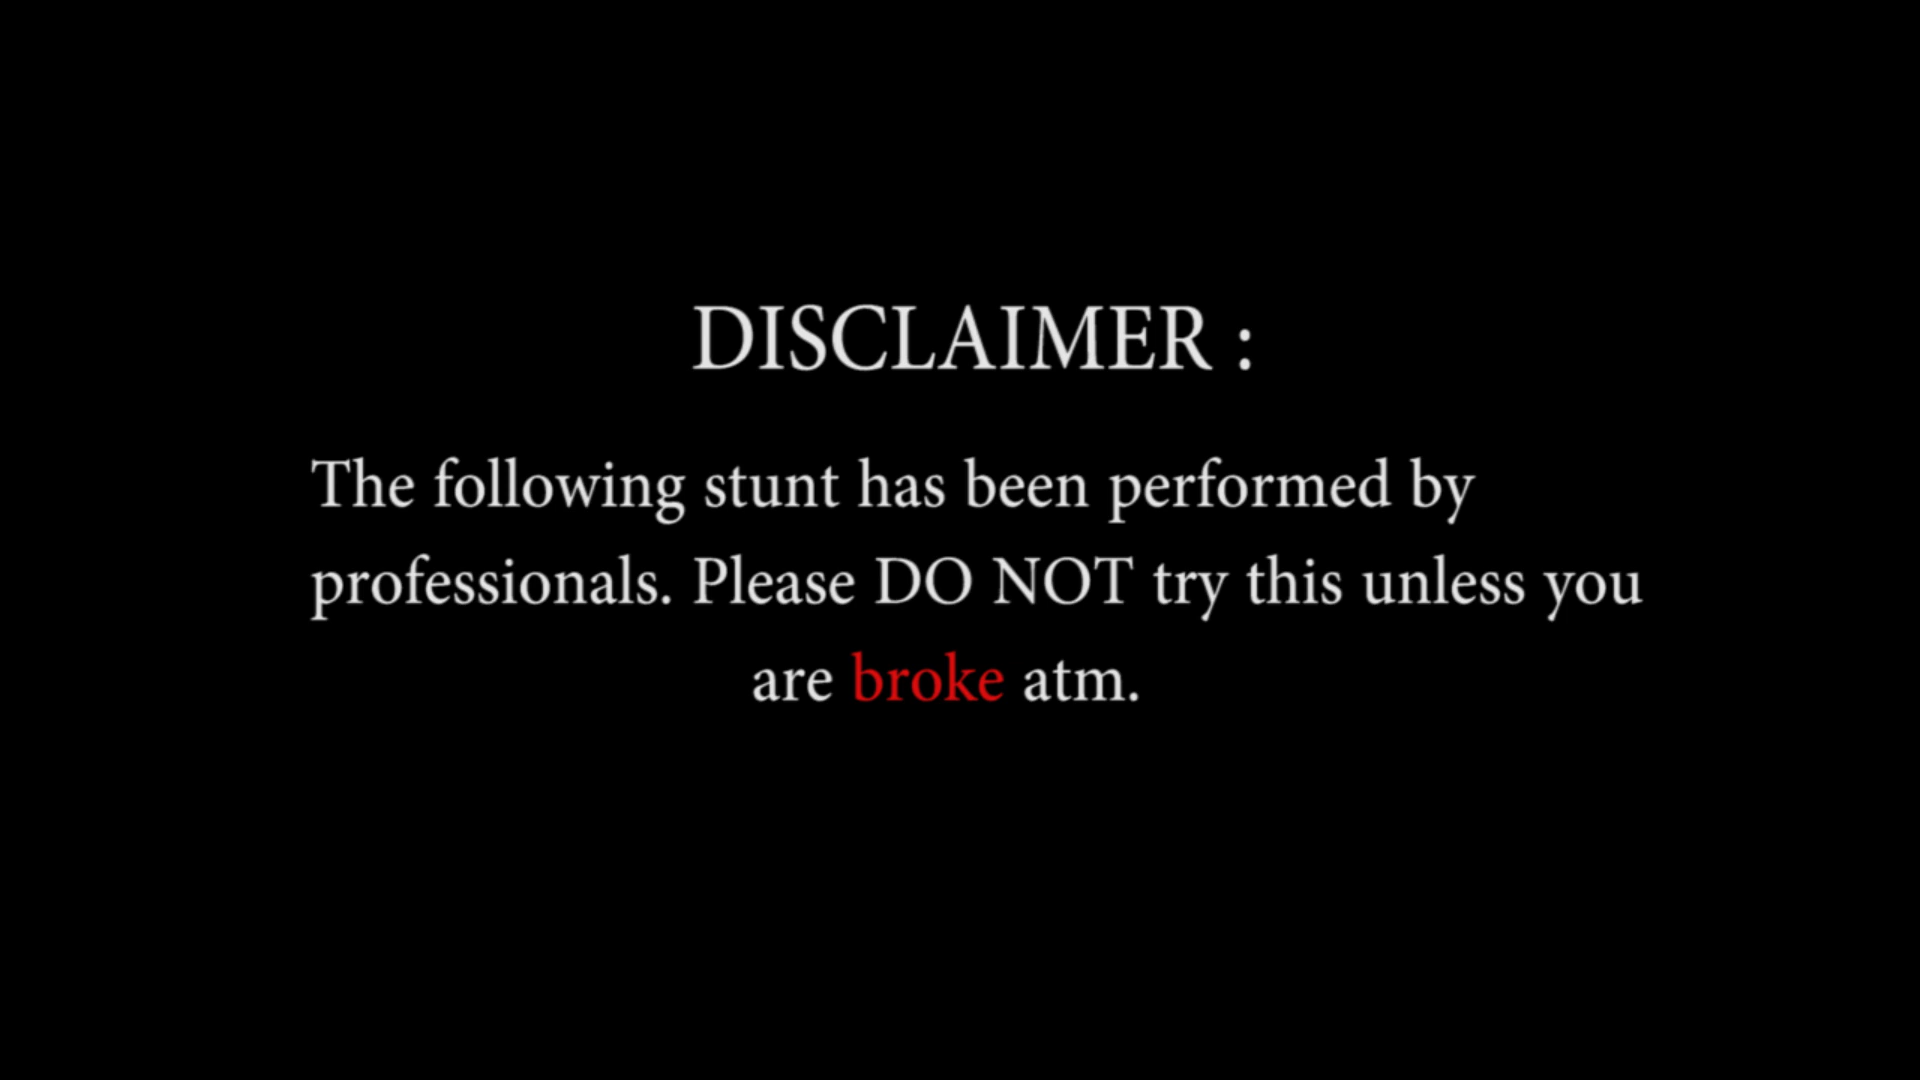 DISCLAIMER :
The following stunt has been performed by
professionals. Please DO NOT try this unless you
are broke atm.